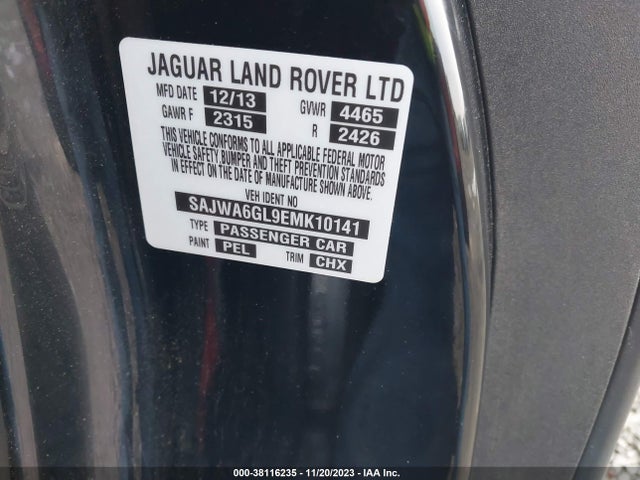 JAGUAR LAND ROVER LTD
MFD DATE 12/13 GVWR 4465
GAWR F 2315 R 2426
THIS VEHICLE CONFORMS TO ALL APPLICABLE FEDERAL MOTOR
VEHICLE SAFETY, BUMPER AND THEFT PREVENTION STANDARDS
IN EFFECT ON THE DATE OF MANUFACTURE SHOWN ABOVE.
VEH IDENT NO
SAJWA6GL9EMK10141
TYPE PASSENGER CAR
PAINT PEL TRIM CHX
000-38116235 - 11/20/2023 - IAA Inc.